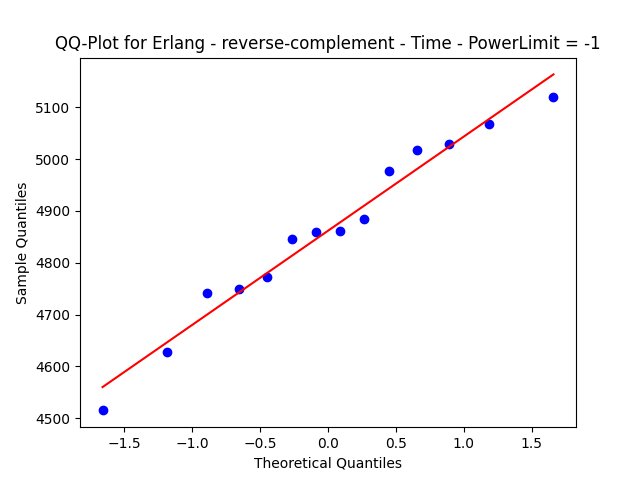 QQ-Plot for Erlang - reverse-complement - Time - PowerLimit = -1
Sample Quantiles
5100
5000
4900
4800
4700
4600
4500
−1.5 −1.0 −0.5 0.0 0.5 1.0 1.5
Theoretical Quantiles